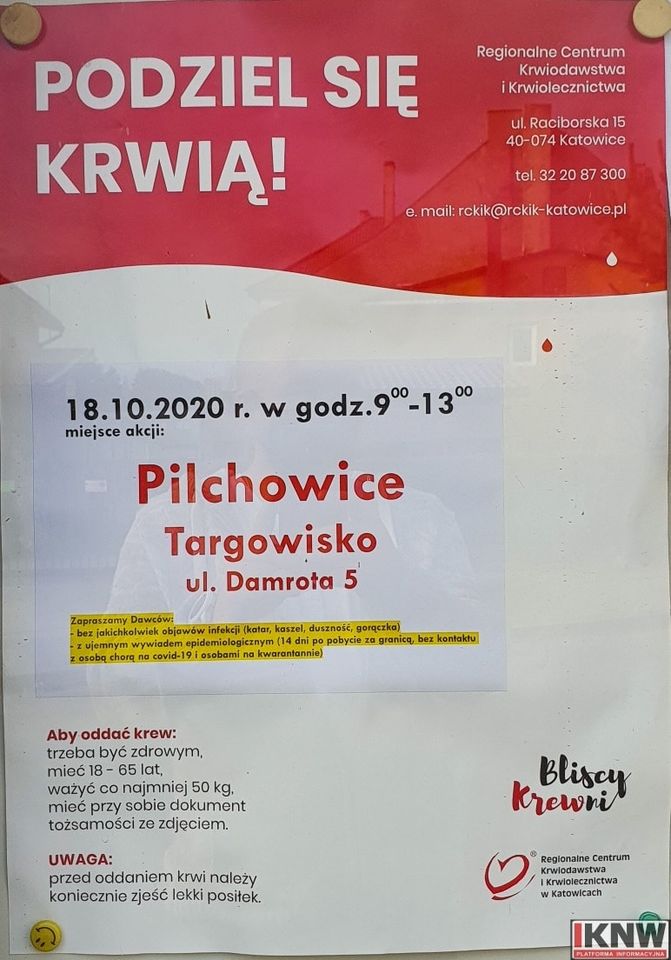 PODZIEL SIĘ
KRWIĄ!
Regionalne Centrum
Krwiodawstwa
i Krwiolecznictwa
ul. Raciborska 15
40-074 Katowice
tel. 32 20 87 300
e. mail: rckik@rckik-katowice.pl
18.10.2020 r. w godz.9⁰⁰-13⁰⁰
miejsce akcji:
Pilchowice
Targowisko
ul. Damrota 5
Zapraszamy Dawców:
- bez jakichkolwiek objawów infekcji (katar, kaszel, duszność, gorączka)
- z ujemnym wywiadem epidemiologicznym (14 dni po pobycie za granicą, bez kontaktu
z osobą chorą na covid-19 i osobami na kwarantannie)
Aby oddać krew:
trzeba być zdrowym,
mieć 18 - 65 lat,
ważyć co najmniej 50 kg,
mieć przy sobie dokument
tożsamości ze zdjęciem.
UWAGA:
przed oddaniem krwi należy
koniecznie zjeść lekki posiłek.
Bliscy
Krewni
® Regionalne Centrum
Krwiodawstwa
i Krwiolecznictwa
w Katowicach
IKNW
PLATFORMA INFORMACYJNA